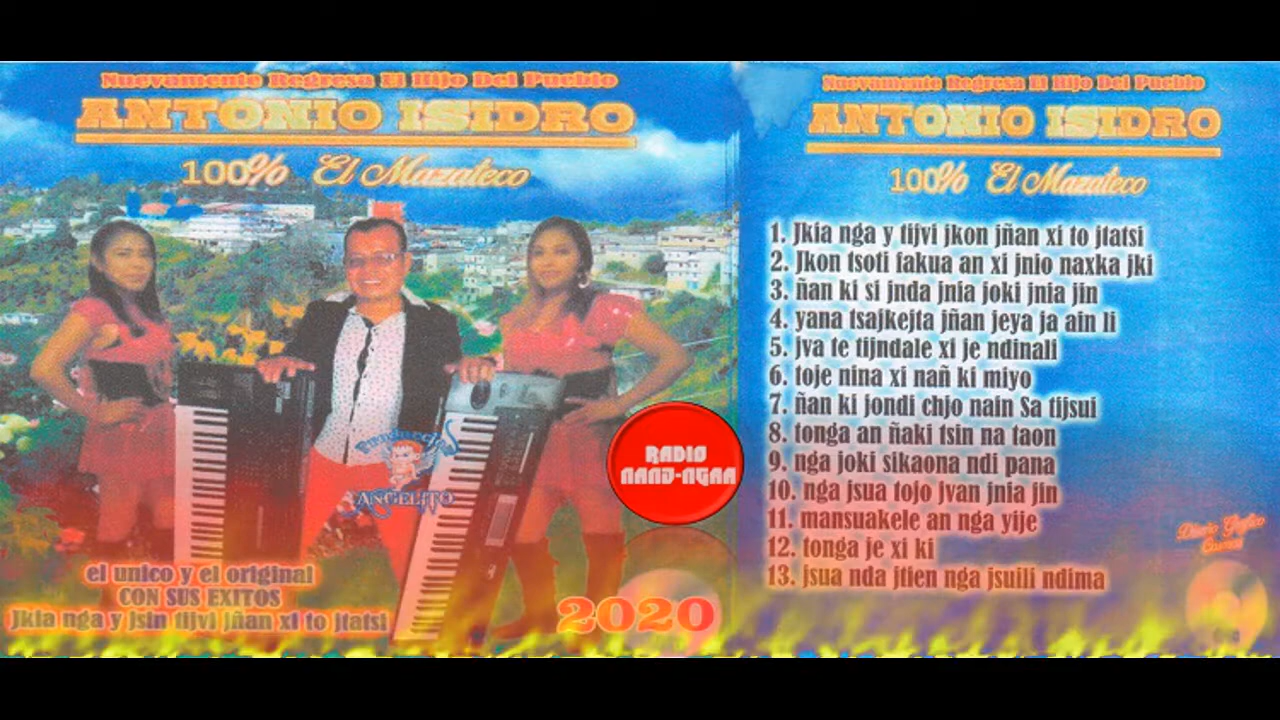 Nuevamente Regresa El Hijo Del Pueblo
ANTONIO ISIDRO
100% El Mazateco
Producciones
ANGELITO
RADIO
NANJ-NGAA
el unico y el original
CON SUS EXITOS
Jkia nga y jsin tijvi jñan xi to jtatsi
2020
Nuevamente Regresa El Hijo Del Pueblo
ANTONIO ISIDRO
100% El Mazateco
1. Jkia nga y tijvi jkon jñan xi to jtatsi
2. Jkon tsoti fakua an xi jnio naxka jki
3. ñan ki si jnda jnia joki jnia jin
4. yana tsajkejta jñan jeya ja ain li
5. jva te tijndale xi je ndinali
6. toje nina xi nañ ki miyo
7. ñan ki jondi chjo nain Sa tijsui
8. tonga an ñaki tsin na taon
9. nga joki sikaona ndi pana
10. nga jsua tojo jvan jnia jin
11. mansuakele an nga yije
12. tonga je xi ki
13. jsua nda jtien nga jsuili ndima